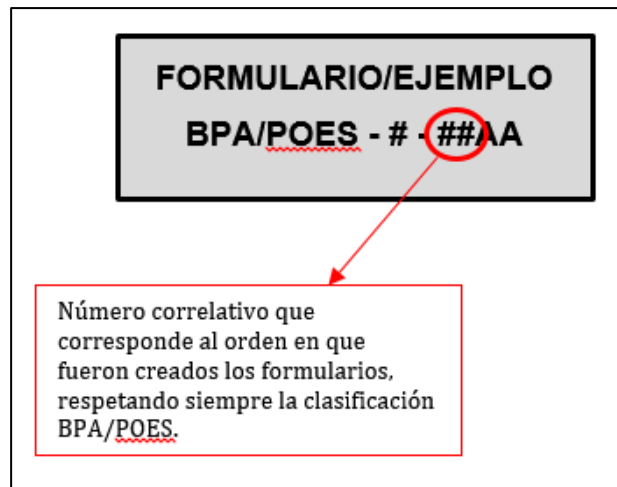 FORMULARIO/EJEMPLO
BPA/POES - # - ##AA
Número correlativo que
corresponde al orden en que
fueron creados los formularios,
respetando siempre la clasificación
BPA/POES.